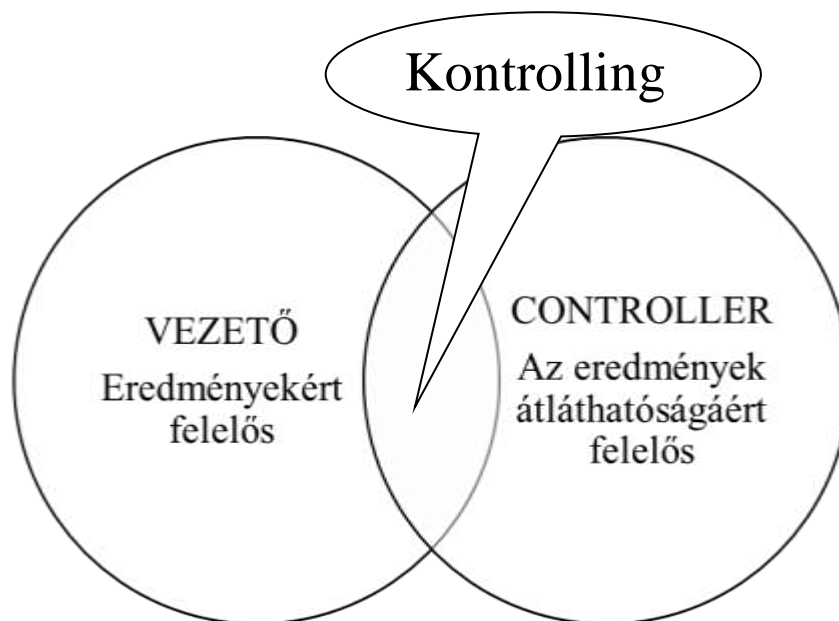 Kontrolling
VEZETŐ
Eredményekért
felelős
CONTROLLER
Az eredmények
átláthatóságáért
felelős